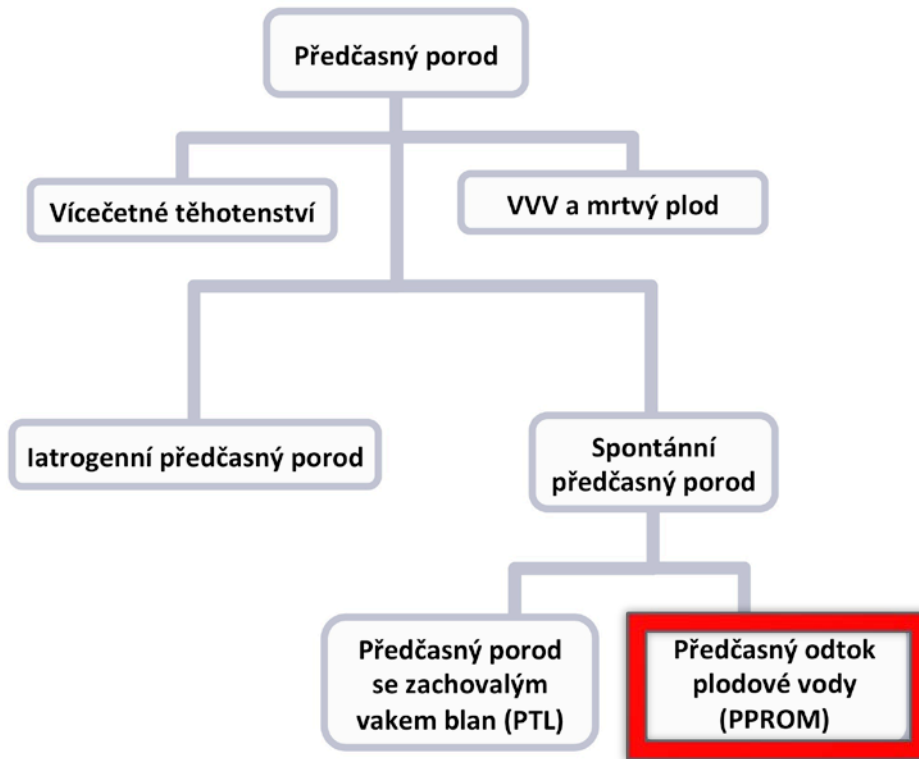 Předčasný porod
Vícečetné těhotenství
VVV a mrtvý plod
Iatrogenní předčasný porod
Spontánní
předčasný porod
Předčasný porod
se zachovalým
vakem blan (PTL)
Předčasný odtok
plodové vody
(PPROM)